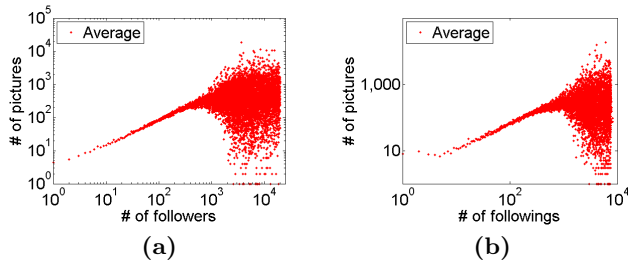 Average
10^5
10^4
10^3
10^2
10^1
10^0
# of pictures
10^0 10^1 10^2 10^3 10^4
# of followers
(a)
Average
1,000
10
# of pictures
10^0 10^2 10^4
# of followings
(b)